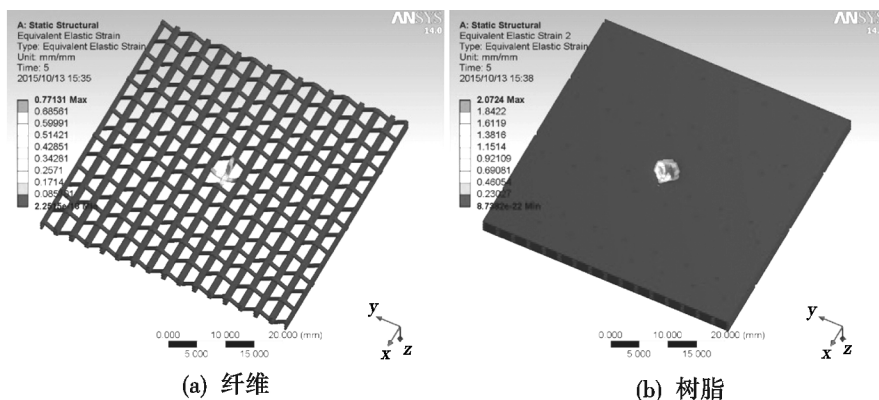 A: Static Structural
Equivalent Elastic Strain
Type: Equivalent Elastic Strain
Unit: mm/mm
Time: 5
2015/10/13 15:35
ANSYS
14.0
0.77131 Max
0.68561
0.59991
0.51421
0.42851
0.34281
0.2571
0.1714
0.000 10 000 20 000 (mm)
5 000 15 000
y
x z
(a) 纤维
A: Static Structural
Equivalent Elastic Strain 2
Type: Equivalent Elastic Strain
Unit: mm/mm
Time: 5
2015/10/13 15:38
ANSYS
14.0
2.0724 Max
1.8422
1.6119
1.3816
1.1514
0.92109
0.69081
0.46054
0.23027
Min
0.000 10 000 20 000 (mm)
5 000 15 000
y
x z
(b) 树脂